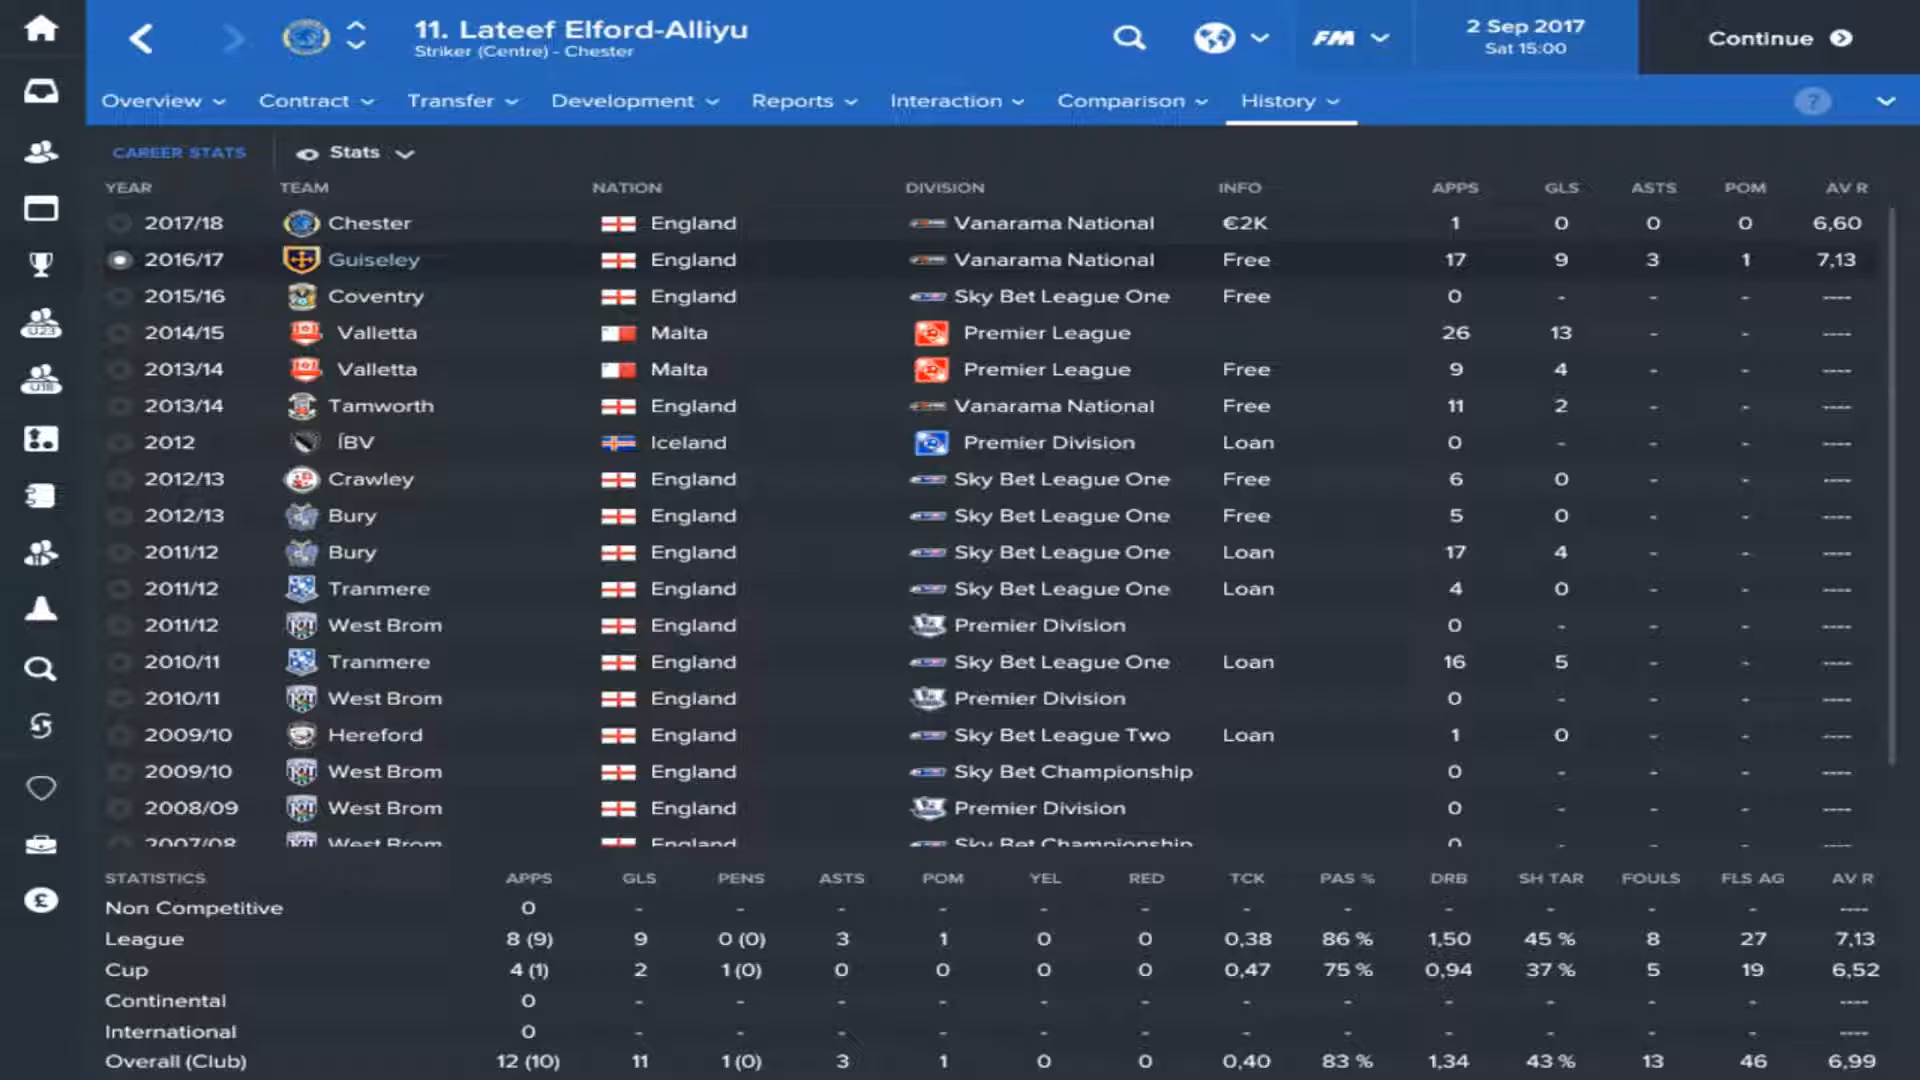 11. Lateef Elford-Alliyu
Striker (Centre) - Chester
FM
2 Sep 2017
Sat 15:00
Continue
Overview Contract Transfer Development Reports Interaction Comparison History ?
CAREER STATS Stats
YEAR TEAM NATION DIVISION INFO APPS GLS ASTS POM AV R
2017/18 Chester England Vanarama National €2K 1 0 0 0 6,60
2016/17 Guiseley England Vanarama National Free 17 9 3 1 7,13
2015/16 Coventry England Sky Bet League One Free 0 - - - ----
2014/15 Valletta Malta Premier League 26 13 - - ----
2013/14 Valletta Malta Premier League Free 9 4 - - ----
2013/14 Tamworth England Vanarama National Free 11 2 - - ----
2012 ÍBV Iceland Premier Division Loan 0 - - - ----
2012/13 Crawley England Sky Bet League One Free 6 0 - - ----
2012/13 Bury England Sky Bet League One Free 5 0 - - ----
2011/12 Bury England Sky Bet League One Loan 17 4 - - ----
2011/12 Tranmere England Sky Bet League One Loan 4 0 - - ----
2011/12 West Brom England Premier Division 0 - - - ----
2010/11 Tranmere England Sky Bet League One Loan 16 5 - - ----
2010/11 West Brom England Premier Division 0 - - - ----
2009/10 Hereford England Sky Bet League Two Loan 1 0 - - ----
2009/10 West Brom England Sky Bet Championship 0 - - - ----
2008/09 West Brom England Premier Division 0 - - - ----
2007/08 West Brom England Sky Bet Championship 0 - - - ----
STATISTICS APPS GLS PENS ASTS POM YEL RED TCK PAS % DRB SH TAR FOULS FLS AG AV R
Non Competitive 0 - - - - - - - - - - - - ----
League 8 (9) 9 0 (0) 3 1 0 0 0,38 86 % 1,50 45 % 8 27 7,13
Cup 4 (1) 2 1 (0) 0 0 0 0 0,47 75 % 0,94 37 % 5 19 6,52
Continental 0 - - - - - - - - - - - - ----
International 0 - - - - - - - - - - - - ----
Overall (Club) 12 (10) 11 1 (0) 3 1 0 0 0,40 83 % 1,34 43 % 13 46 6,99
U23
U18
£